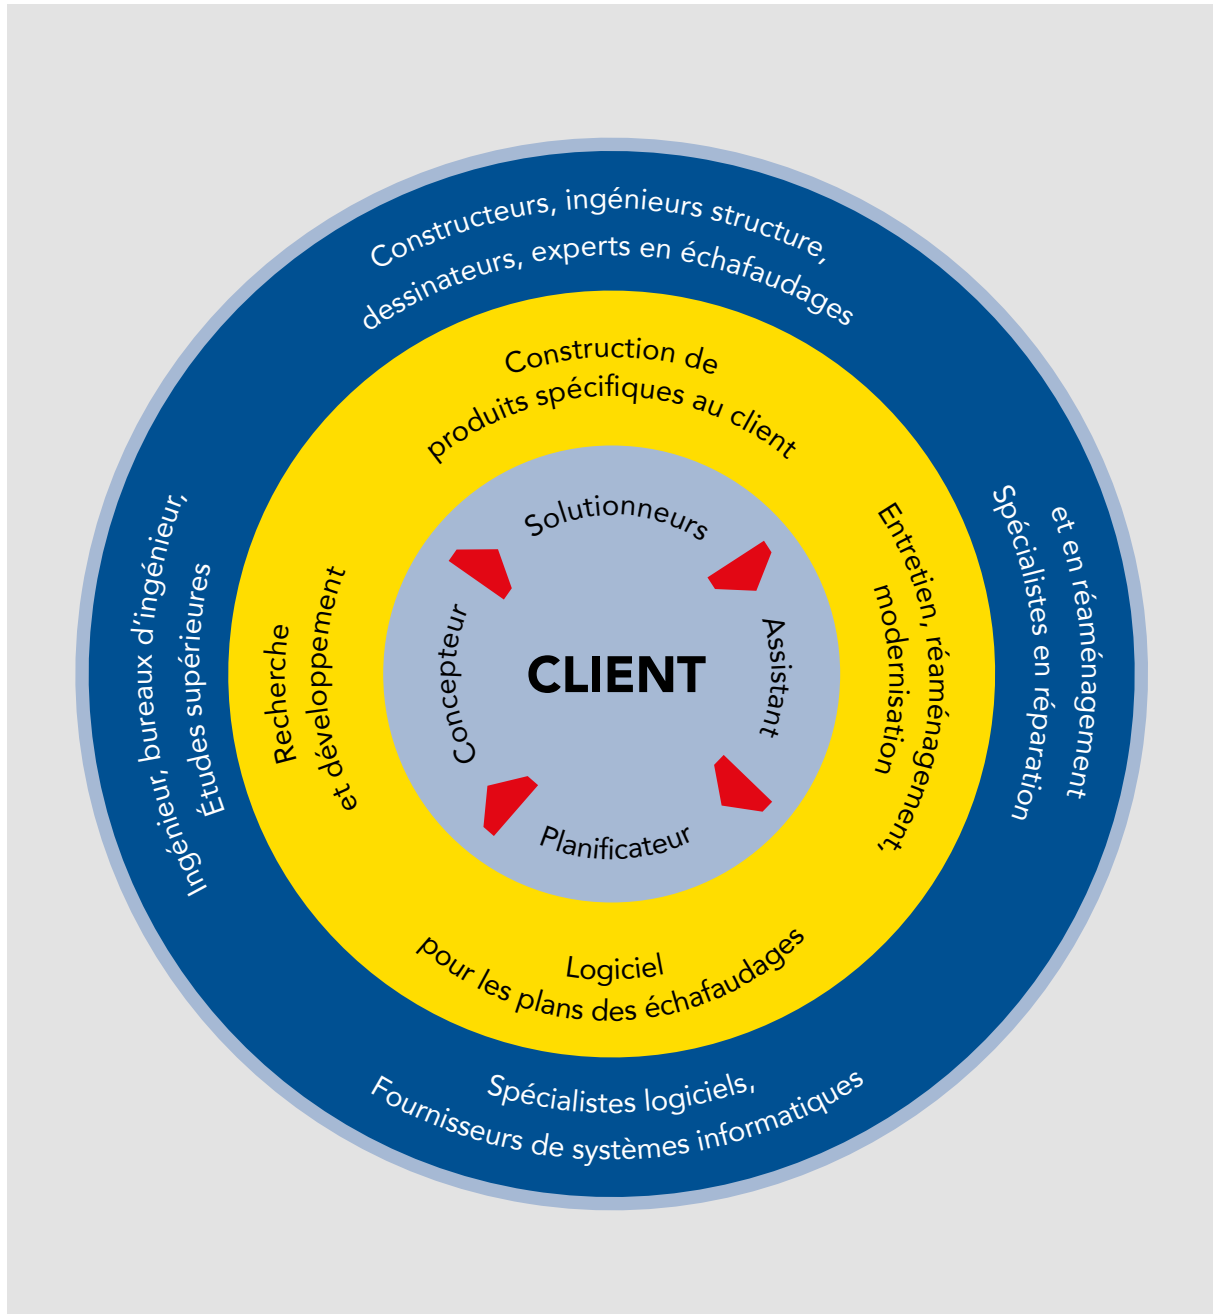 Constructeurs, ingénieurs structure,
dessinateurs, experts en échafaudages
Construction de
produits spécifiques au client
Solutionneurs
Ingénieur, bureaux d'ingénieur,
Études supérieures
Recherche
et développement
Concepteur
CLIENT
Assistant
Entretien, réaménagement,
modernisation
Spécialistes en réparation
et en réaménagement
Planificateur
Logiciel
pour les plans des échafaudages
Spécialistes logiciels,
Fournisseurs de systèmes informatiques